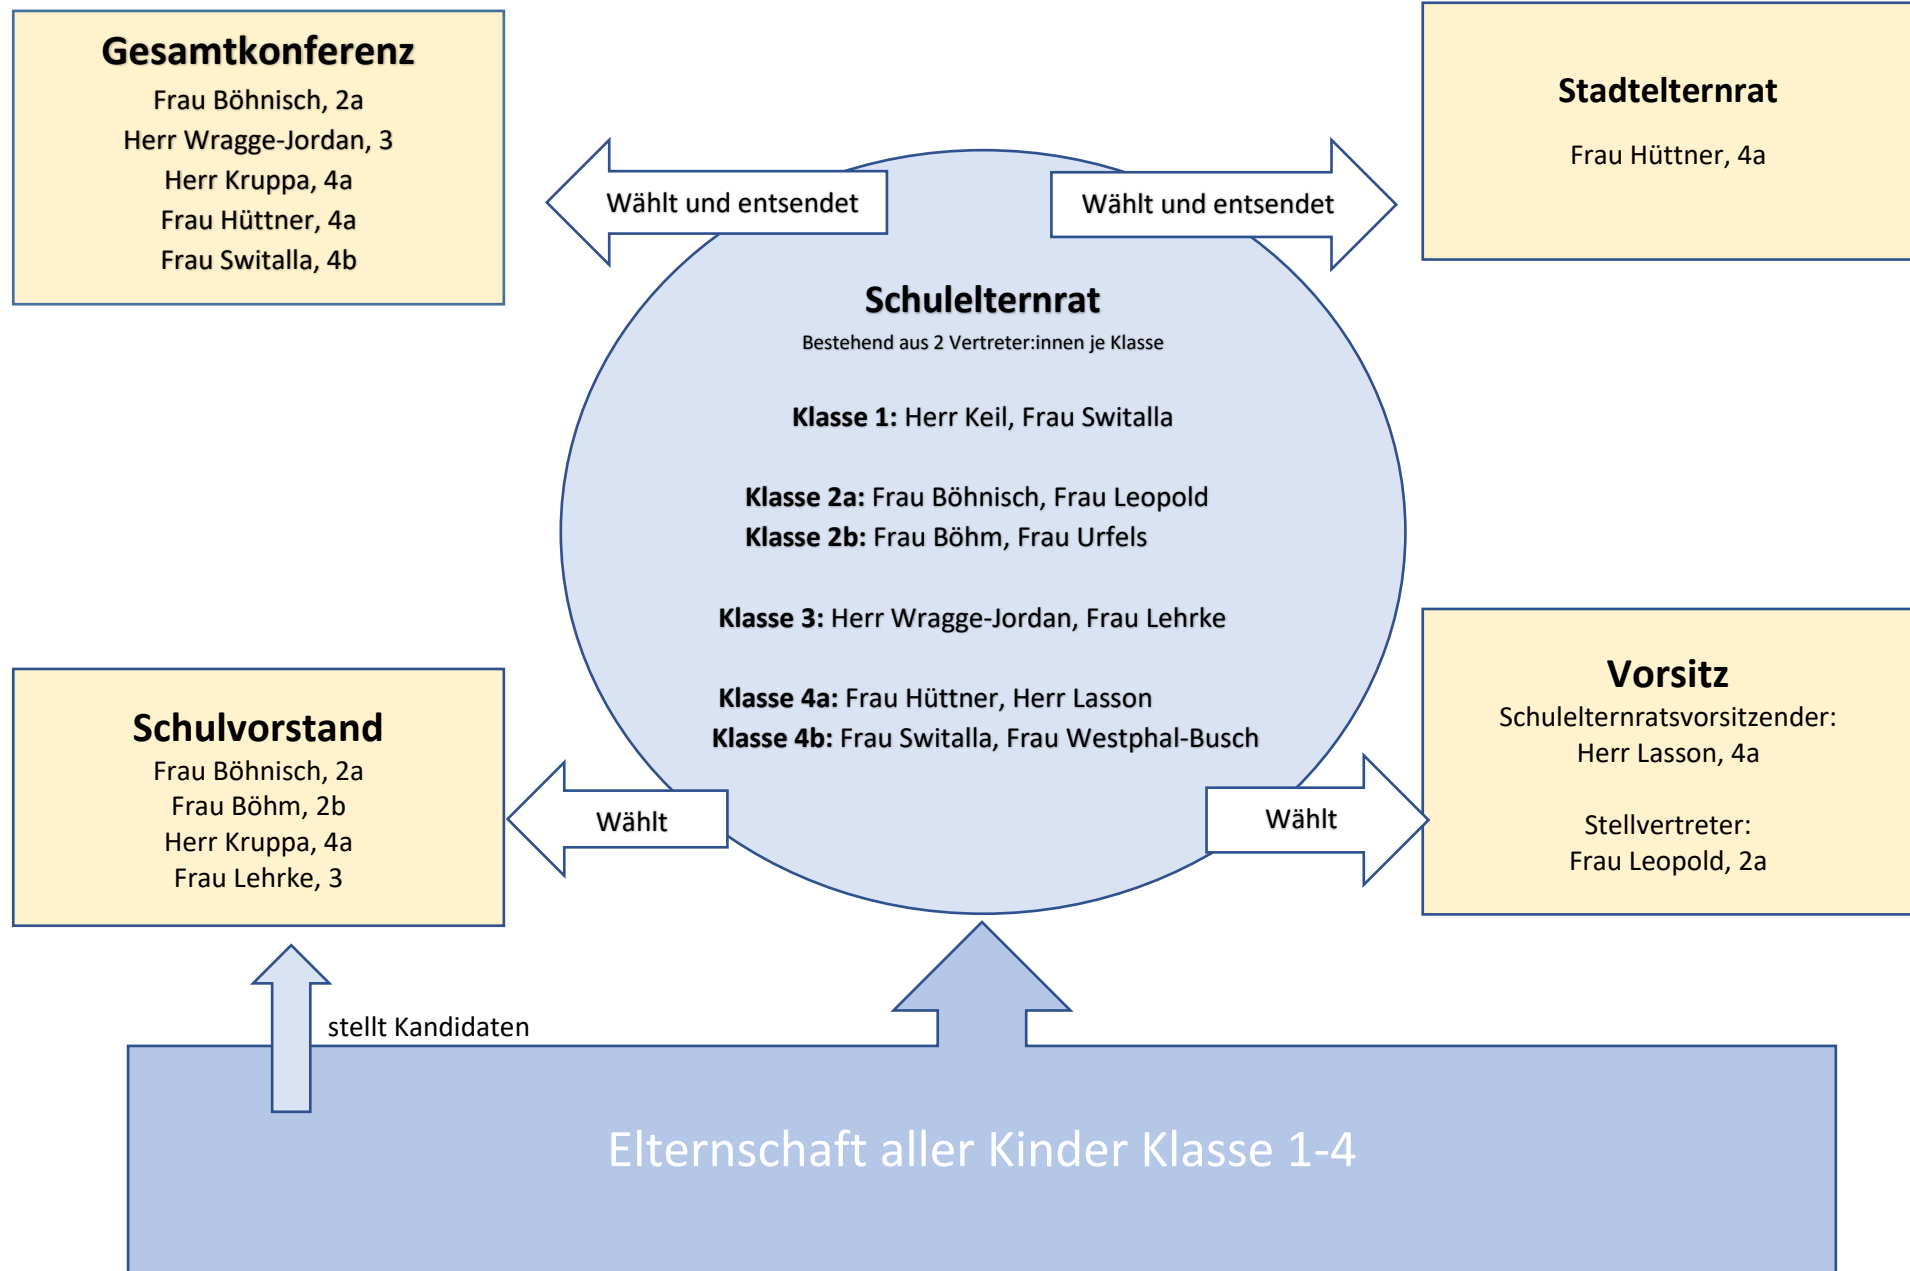 Gesamtkonferenz
Frau Böhnisch, 2a
Herr Wragge-Jordan, 3
Herr Kruppa, 4a
Frau Hüttner, 4a
Frau Switalla, 4b
Stadtelternrat
Frau Hüttner, 4a
Wählt und entsendet
Wählt und entsendet
Schulelternrat
Bestehend aus 2 Vertreter:innen je Klasse
Klasse 1: Herr Keil, Frau Switalla
Klasse 2a: Frau Böhnisch, Frau Leopold
Klasse 2b: Frau Böhm, Frau Urfels
Klasse 3: Herr Wragge-Jordan, Frau Lehrke
Klasse 4a: Frau Hüttner, Herr Lasson
Klasse 4b: Frau Switalla, Frau Westphal-Busch
Schulvorstand
Frau Böhnisch, 2a
Frau Böhm, 2b
Herr Kruppa, 4a
Frau Lehrke, 3
Wählt
Wählt
Vorsitz
Schulelternratsvorsitzender:
Herr Lasson, 4a
Stellvertreter:
Frau Leopold, 2a
stellt Kandidaten
Elternschaft aller Kinder Klasse 1-4